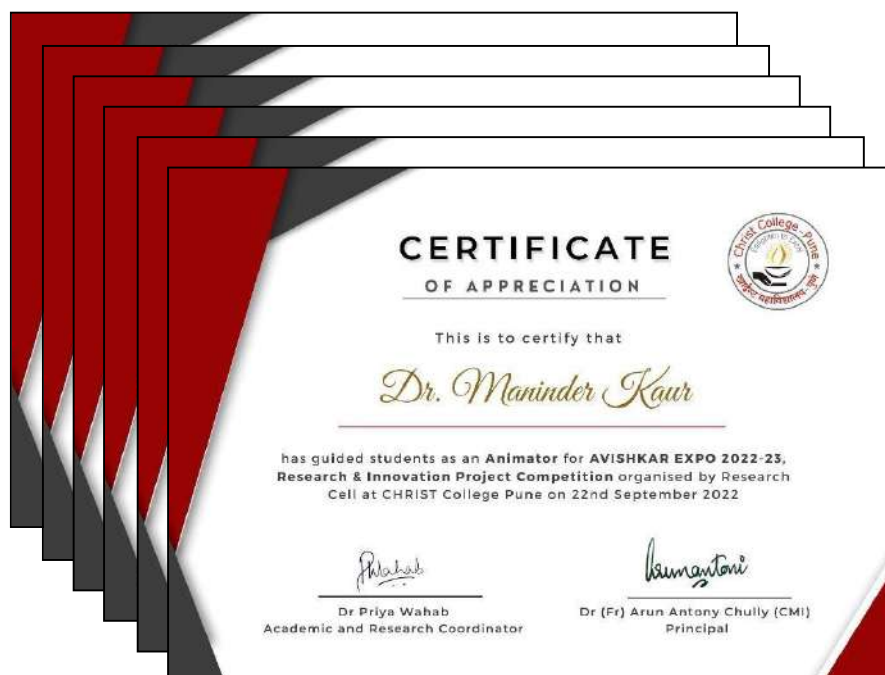 CERTIFICATE
OF APPRECIATION
Christ College - Pune
This is to certify that
Dr. Maninder Kaur
has guided students as an Animator for AVISHKAR EXPO 2022-23,
Research & Innovation Project Competition organised by Research
Cell at CHRIST College Pune on 22nd September 2022
Dr Priya Wahab
Academic and Research Coordinator
Dr (Fr) Arun Antony Chully (CMI)
Principal